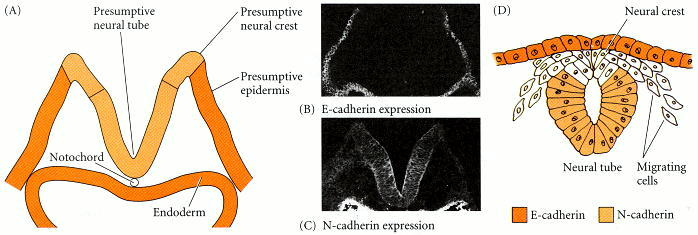 (A)
Presumptive
neural tube
Presumptive
neural crest
Presumptive
epidermis
Notochord
Endoderm
(B) E-cadherin expression
(C) N-cadherin expression
(D)
Neural crest
Neural tube
Migrating
cells
E-cadherin
N-cadherin